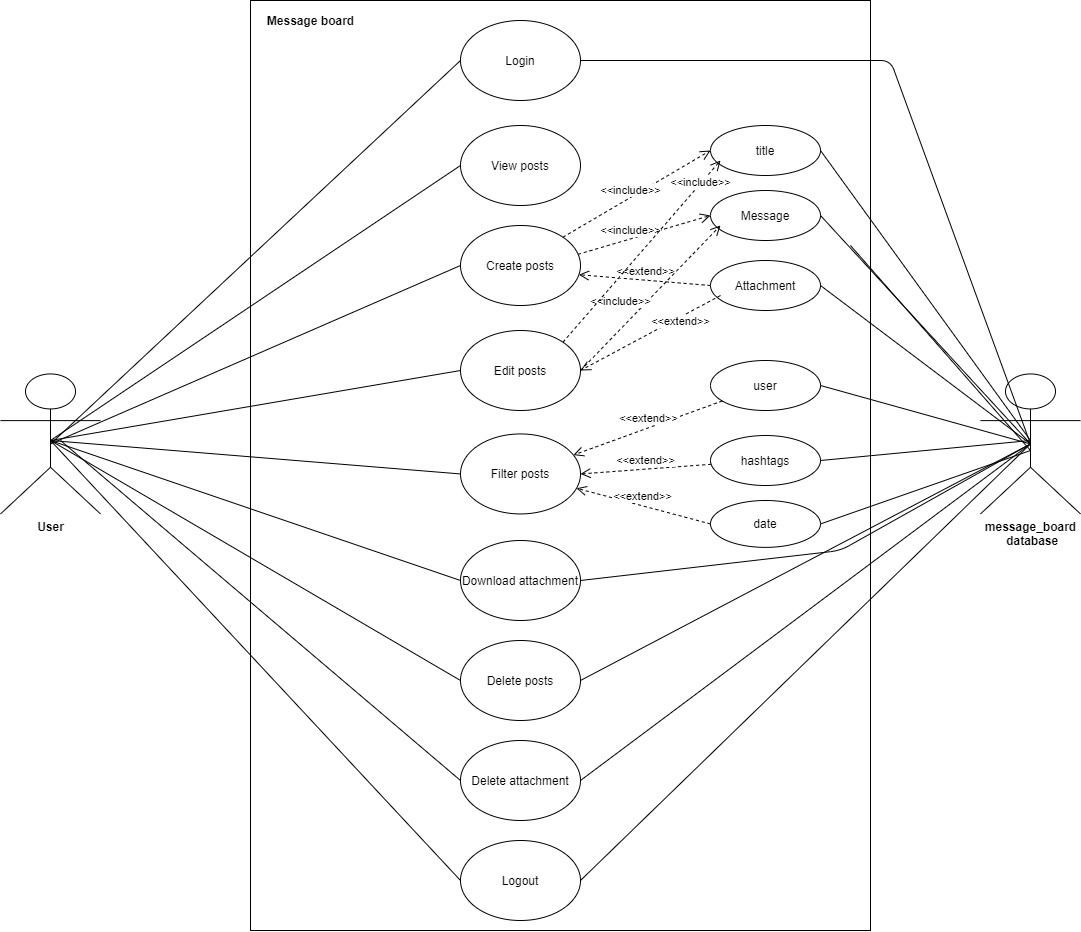 Message board
Login
View posts
title
<<include>>
<<include>>
Message
<<include>>
Create posts
<<extend>>
Attachment
<<include>>
<<extend>>
Edit posts
user
<<extend>>
Filter posts
<<extend>>
hashtags
<<extend>>
date
User
message_board
database
Download attachment
Delete posts
Delete attachment
Logout